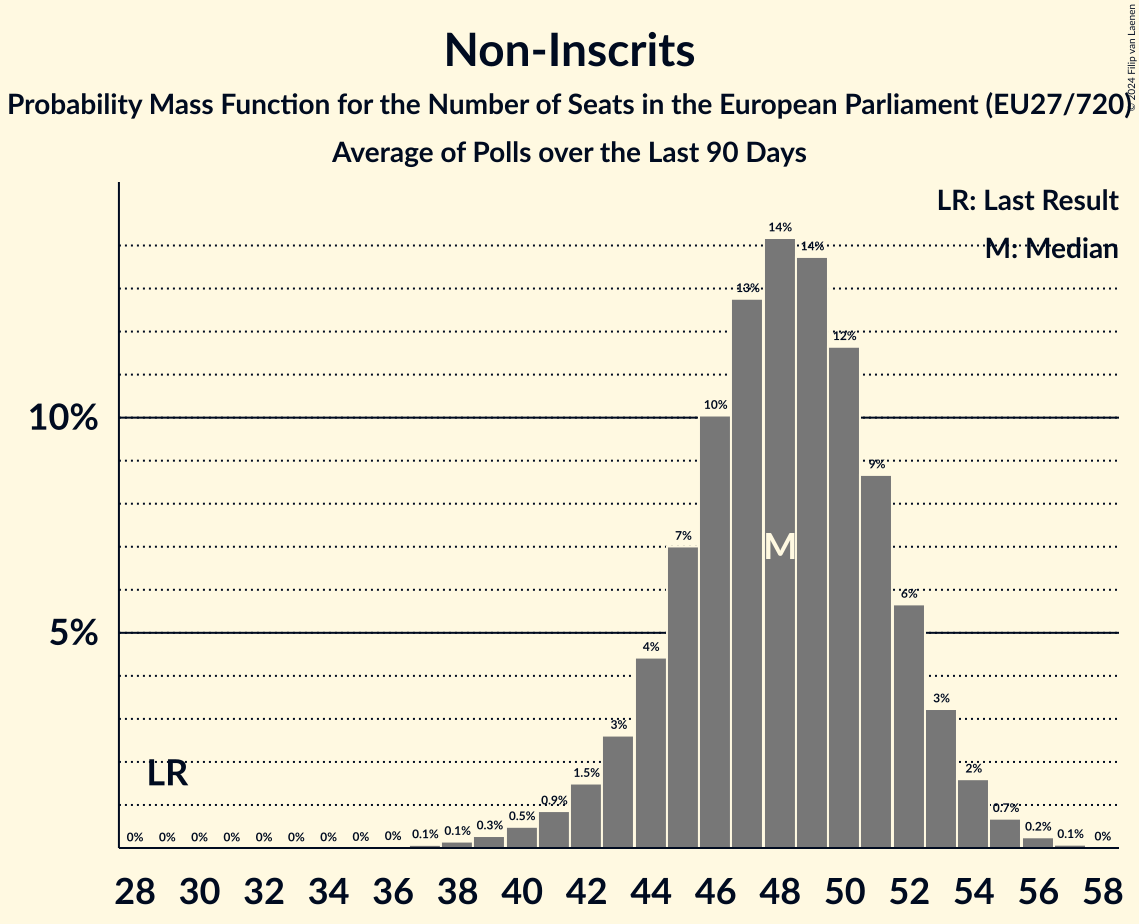 Non-Inscrits
Probability Mass Function for the Number of Seats in the European Parliament (EU27/720)
Average of Polls over the Last 90 Days
© 2024 Filip van Laenen
LR: Last Result
M: Median
10%
5%
LR
M
0% 0% 0% 0% 0% 0% 0% 0% 0% 0.1% 0.1% 0.3% 0.5% 0.9% 1.5% 3% 4% 7% 10% 13% 14% 14% 12% 9% 6% 3% 2% 0.7% 0.2% 0.1% 0%
28 30 32 34 36 38 40 42 44 46 48 50 52 54 56 58